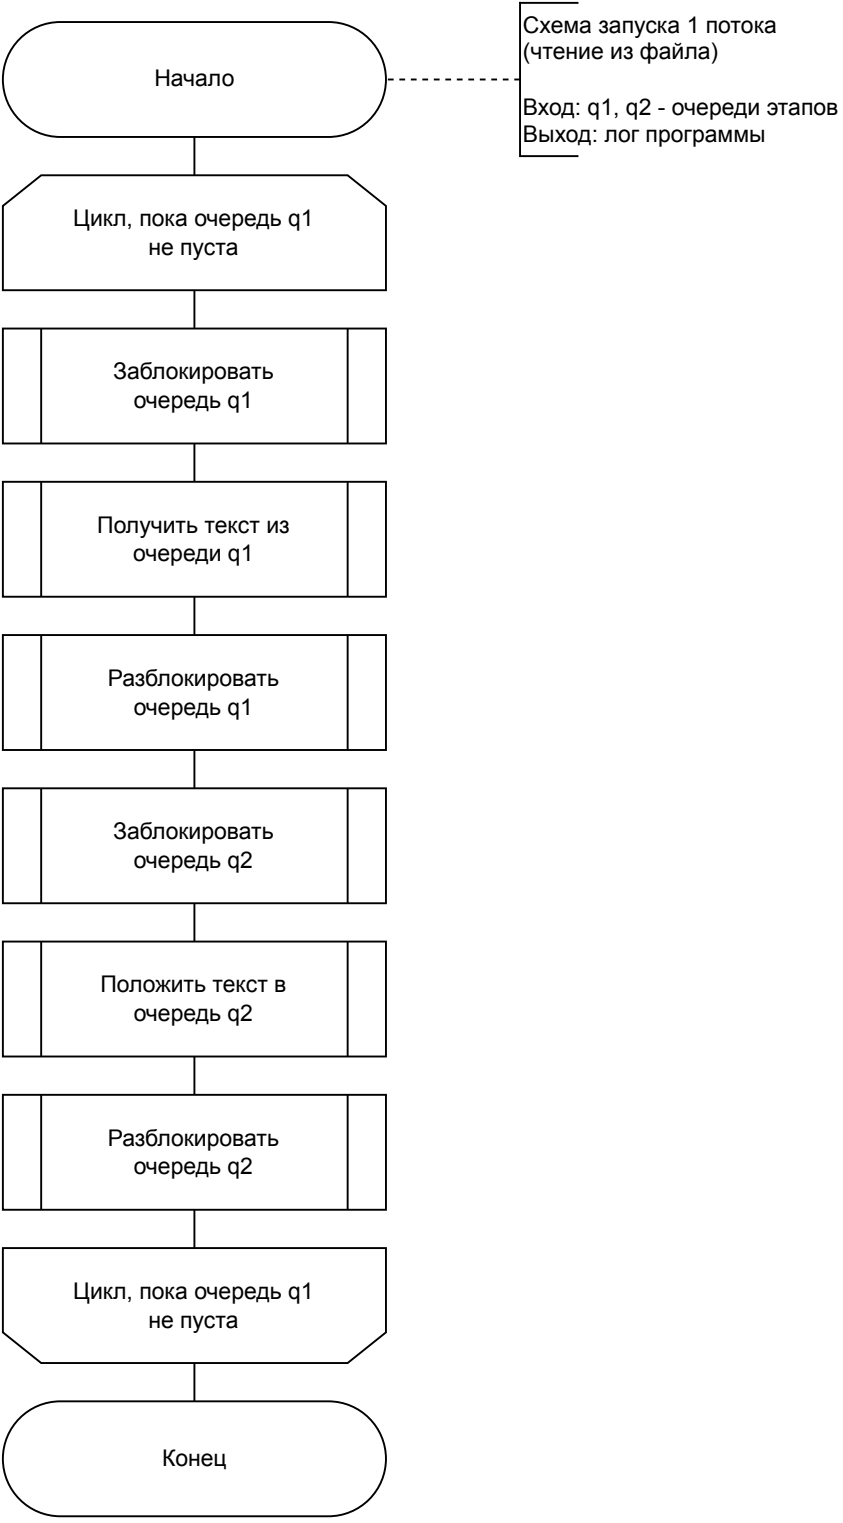 Начало
Схема запуска 1 потока
(чтение из файла)
Вход: q1, q2 - очереди этапов
Выход: лог программы
Цикл, пока очередь q1
не пуста
Заблокировать
очередь q1
Получить текст из
очереди q1
Разблокировать
очередь q1
Заблокировать
очередь q2
Положить текст в
очередь q2
Разблокировать
очередь q2
Цикл, пока очередь q1
не пуста
Конец